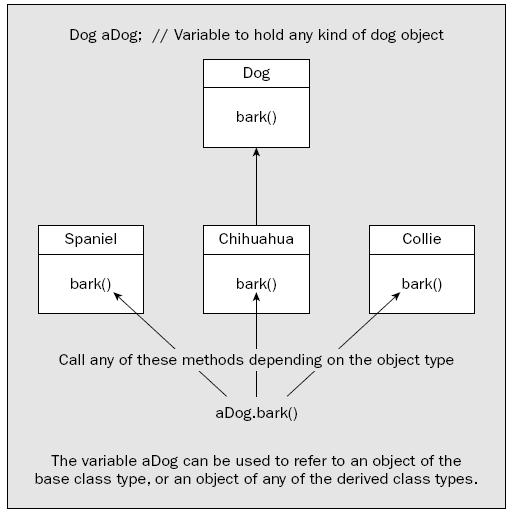 Dog aDog;  // Variable to hold any kind of dog object
Dog
bark()
Spaniel
Chihuahua
Collie
bark()
bark()
bark()
Call any of these methods depending on the object type
aDog.bark()
The variable aDog can be used to refer to an object of the
base class type, or an object of any of the derived class types.